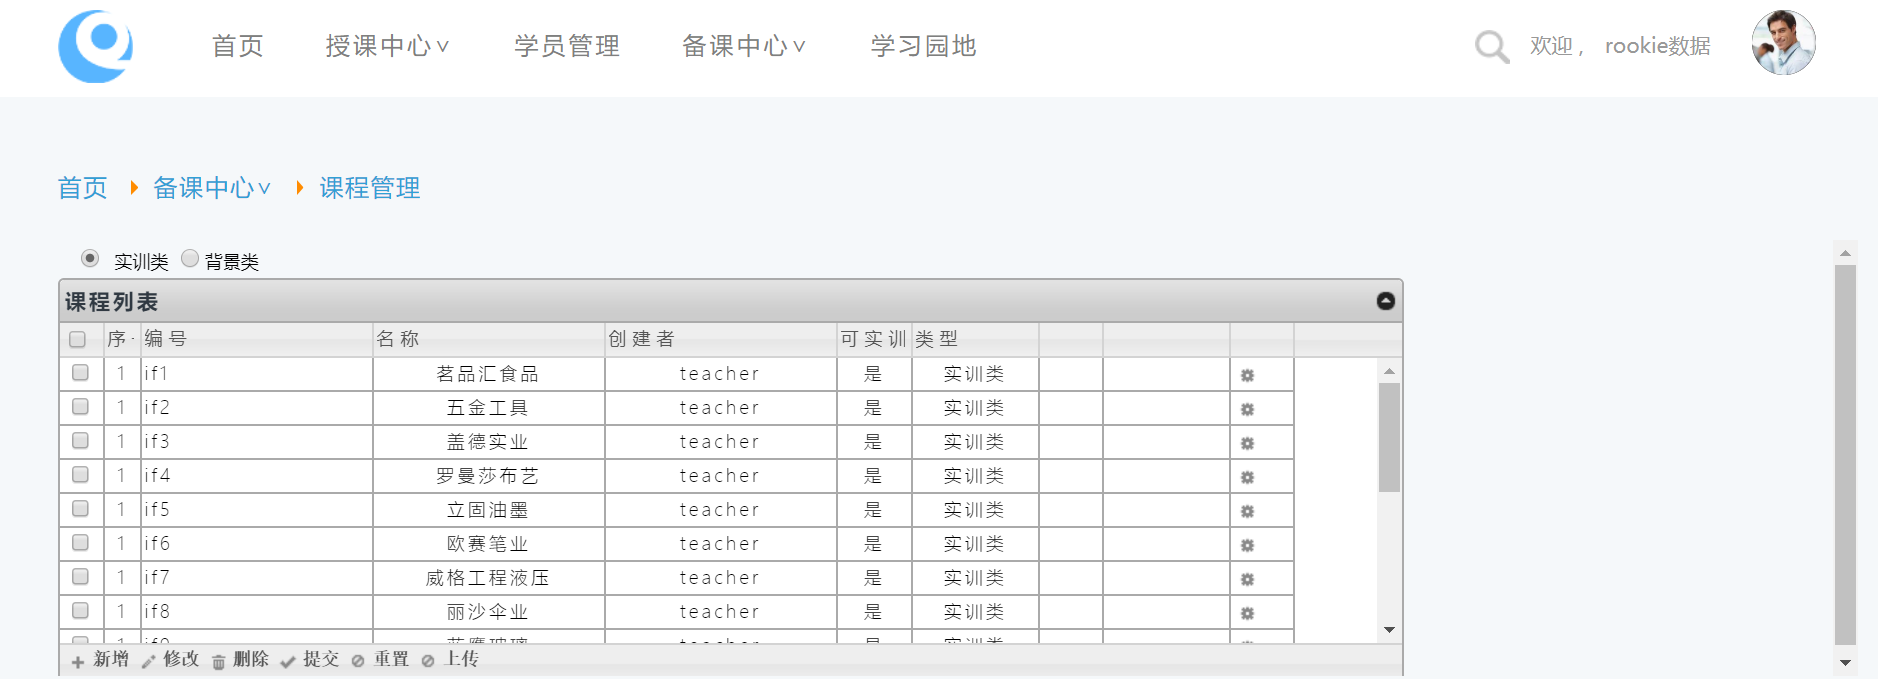 首页 授课中心∨ 学员管理 备课中心∨ 学习园地 欢迎， rookie数据
首页 备课中心∨ 课程管理
实训类 背景类
课程列表
序· 编号 名称 创建者 可实训 类型
1 if1 茗品汇食品 teacher 是 实训类
1 if2 五金工具 teacher 是 实训类
1 if3 盖德实业 teacher 是 实训类
1 if4 罗曼莎布艺 teacher 是 实训类
1 if5 立固油墨 teacher 是 实训类
1 if6 欧赛笔业 teacher 是 实训类
1 if7 威格工程液压 teacher 是 实训类
1 if8 丽沙伞业 teacher 是 实训类
新增 修改 删除 提交 重置 上传